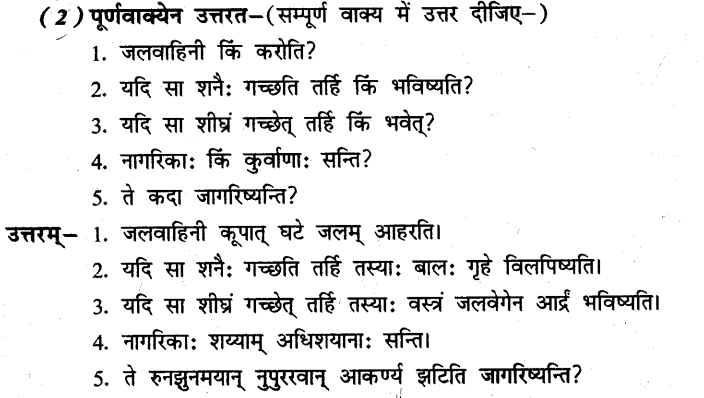 (2) पूर्णवाक्येन उत्तरत–(सम्पूर्ण वाक्य में उत्तर दीजिए–)
1. जलवाहिनी किं करोति?
2. यदि सा शनैः गच्छति तर्हि किं भविष्यति?
3. यदि सा शीघ्रं गच्छेत् तर्हि किं भवेत्?
4. नागरिकाः किं कुर्वाणाः सन्ति?
5. ते कदा जागरिष्यन्ति?
उत्तरम्– 1. जलवाहिनी कूपात् घटे जलम् आहरति।
2. यदि सा शनैः गच्छति तर्हि तस्याः बालः गृहे विलपिष्यति।
3. यदि सा शीघ्रं गच्छेत् तर्हि तस्याः वस्त्रं जलवेगेन आर्द्रं भविष्यति।
4. नागरिकाः शय्याम् अधिशयानाः सन्ति।
5. ते रुनझुनमयान् नुपुररवान् आकर्ण्य झटिति जागरिष्यन्ति?